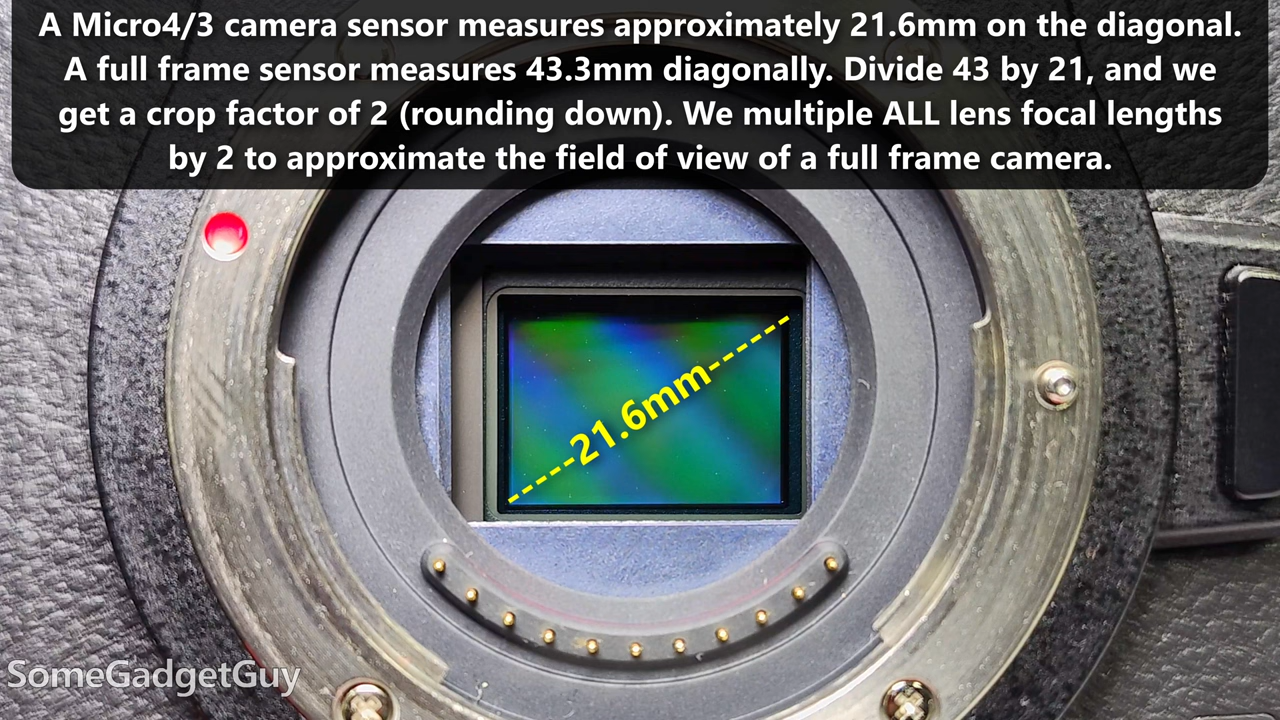 A Micro4/3 camera sensor measures approximately 21.6mm on the diagonal.
A full frame sensor measures 43.3mm diagonally. Divide 43 by 21, and we
get a crop factor of 2 (rounding down). We multiple ALL lens focal lengths
by 2 to approximate the field of view of a full frame camera.
21.6mm
SomeGadgetGuy